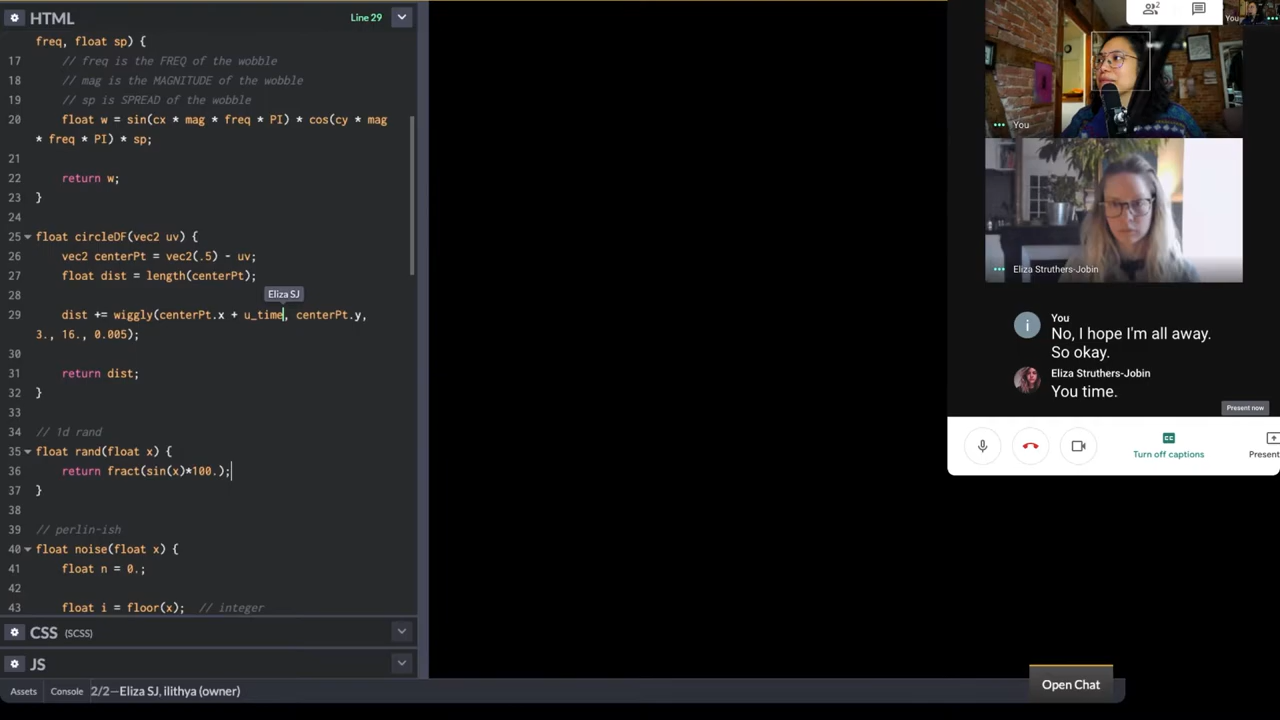 HTML
Line 29
freq, float sp) {
17 // freq is the FREQ of the wobble
18 // mag is the MAGNITUDE of the wobble
19 // sp is SPREAD of the wobble
20 float w = sin(cx * mag * freq * PI) * cos(cy * mag
* freq * PI) * sp;
21
22 return w;
23 }
24
25 float circleDF(vec2 uv) {
26 vec2 centerPt = vec2(.5) - uv;
27 float dist = length(centerPt);
28
Eliza SJ
29 dist += wiggly(centerPt.x + u_time, centerPt.y,
3., 16., 0.005);
30
31 return dist;
32 }
33
34 // 1d rand
35 float rand(float x) {
36 return fract(sin(x)*100.);
37 }
38
39 // perlin-ish
40 float noise(float x) {
41 float n = 0.;
42
43 float i = floor(x); // integer
CSS (SCSS)
JS
Assets Console 2/2—Eliza SJ, ilithya (owner)
Open Chat
2
You
You
Eliza Struthers-Jobin
i
You
No, I hope I'm all away.
So okay.
Eliza Struthers-Jobin
You time.
Present now
Turn off captions
Present